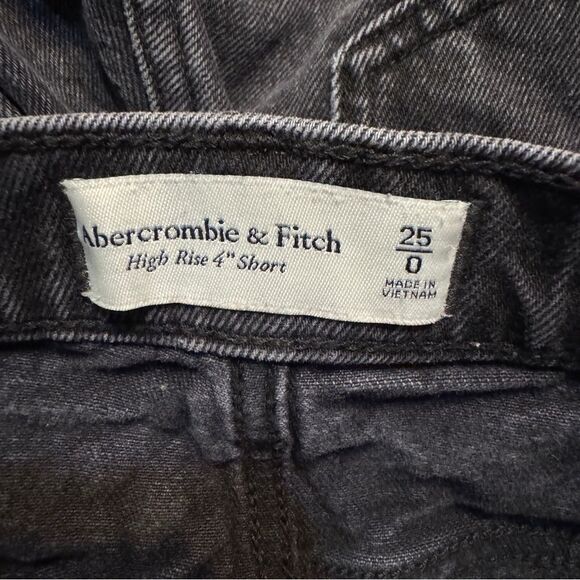 Abercrombie & Fitch
High Rise 4" Short
25
0
MADE IN
VIETNAM